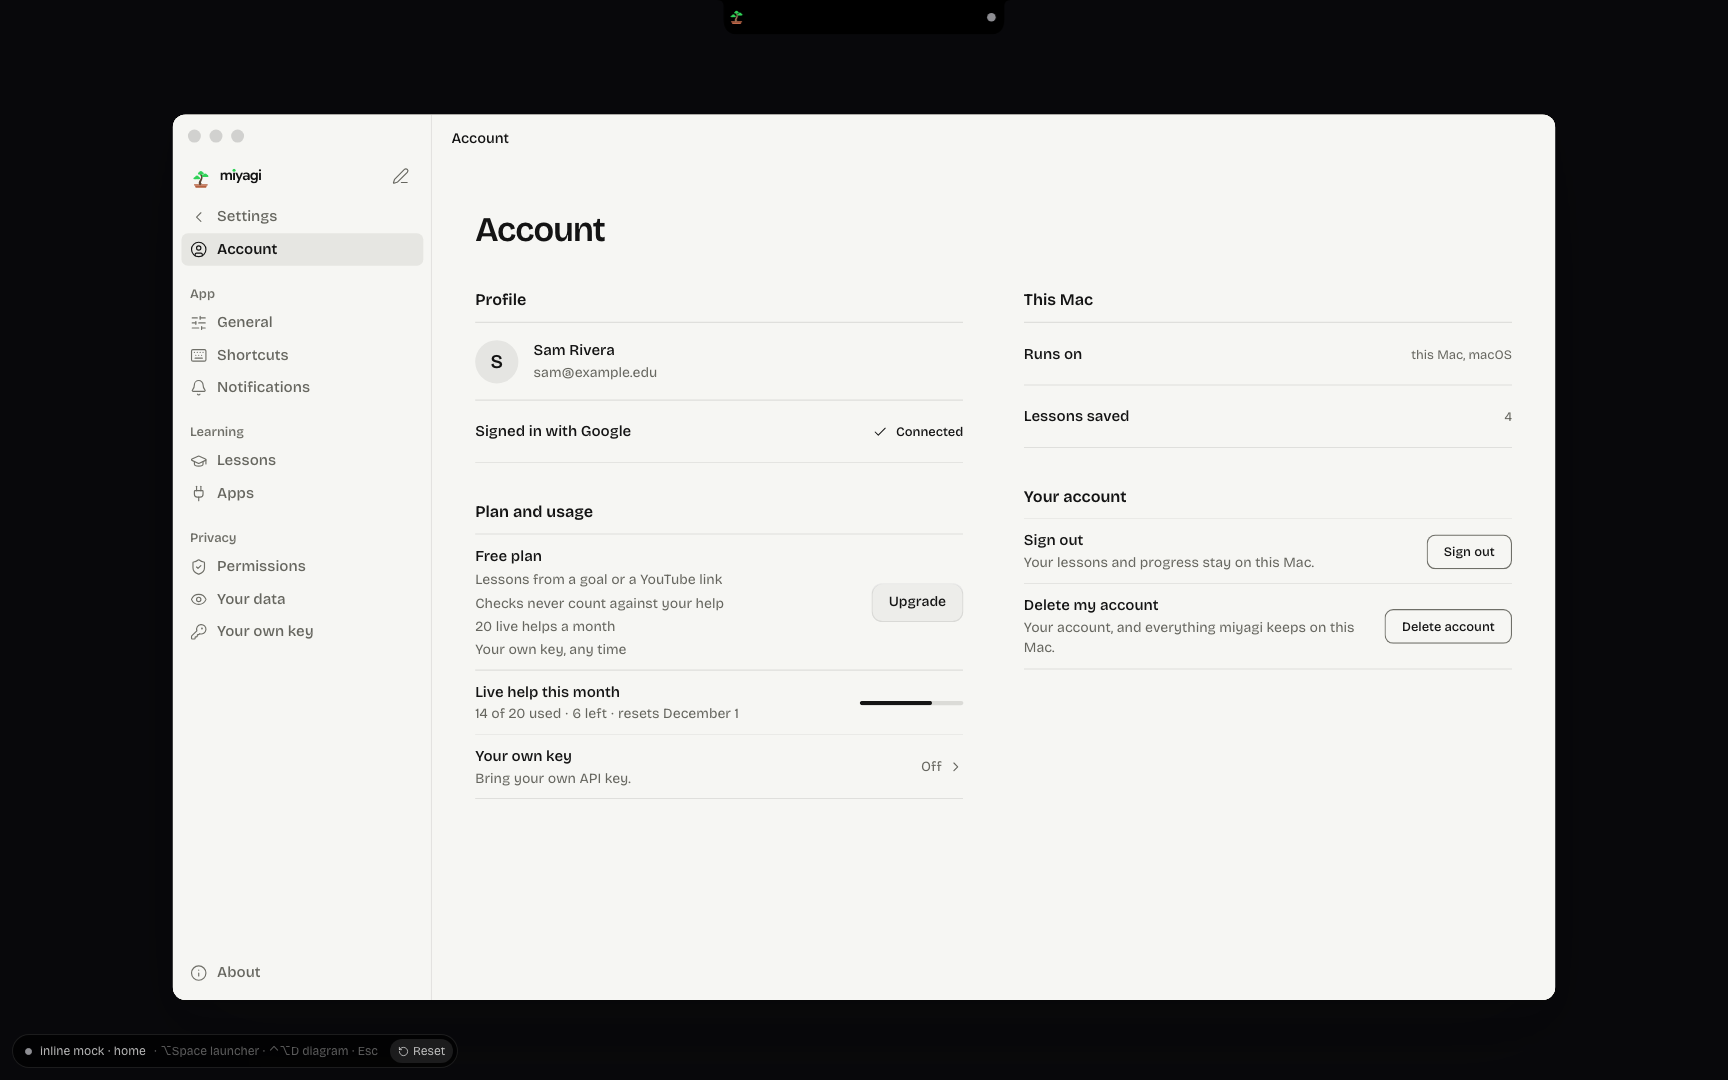 miyagi
Settings
Account
App
General
Shortcuts
Notifications
Learning
Lessons
Apps
Privacy
Permissions
Your data
Your own key
About
Account
Account
Profile
S
Sam Rivera
sam@example.edu
Signed in with Google
Connected
Plan and usage
Free plan
Lessons from a goal or a YouTube link
Checks never count against your help
20 live helps a month
Your own key, any time
Upgrade
Live help this month
14 of 20 used · 6 left · resets December 1
Your own key
Bring your own API key.
Off
This Mac
Runs on
this Mac, macOS
Lessons saved
4
Your account
Sign out
Your lessons and progress stay on this Mac.
Sign out
Delete my account
Your account, and everything miyagi keeps on this
Mac.
Delete account
inline mock · home · ⌥Space launcher · ⌃⌥D diagram · Esc
Reset